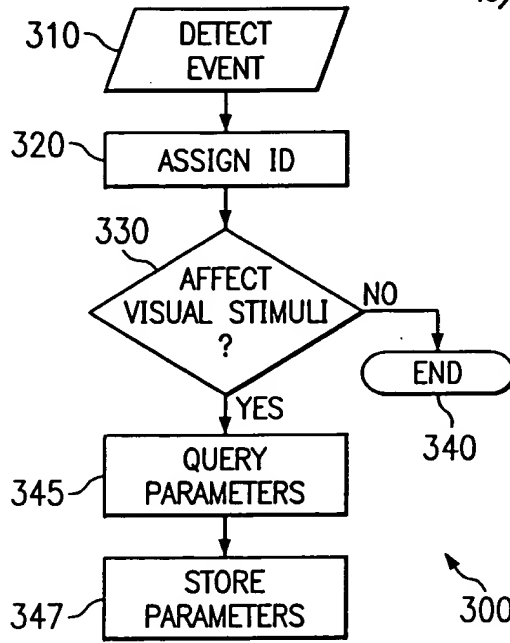 310
DETECT
EVENT
320
ASSIGN ID
330
AFFECT
VISUAL STIMULI
?
NO
END
340
YES
345
QUERY
PARAMETERS
347
STORE
PARAMETERS
300